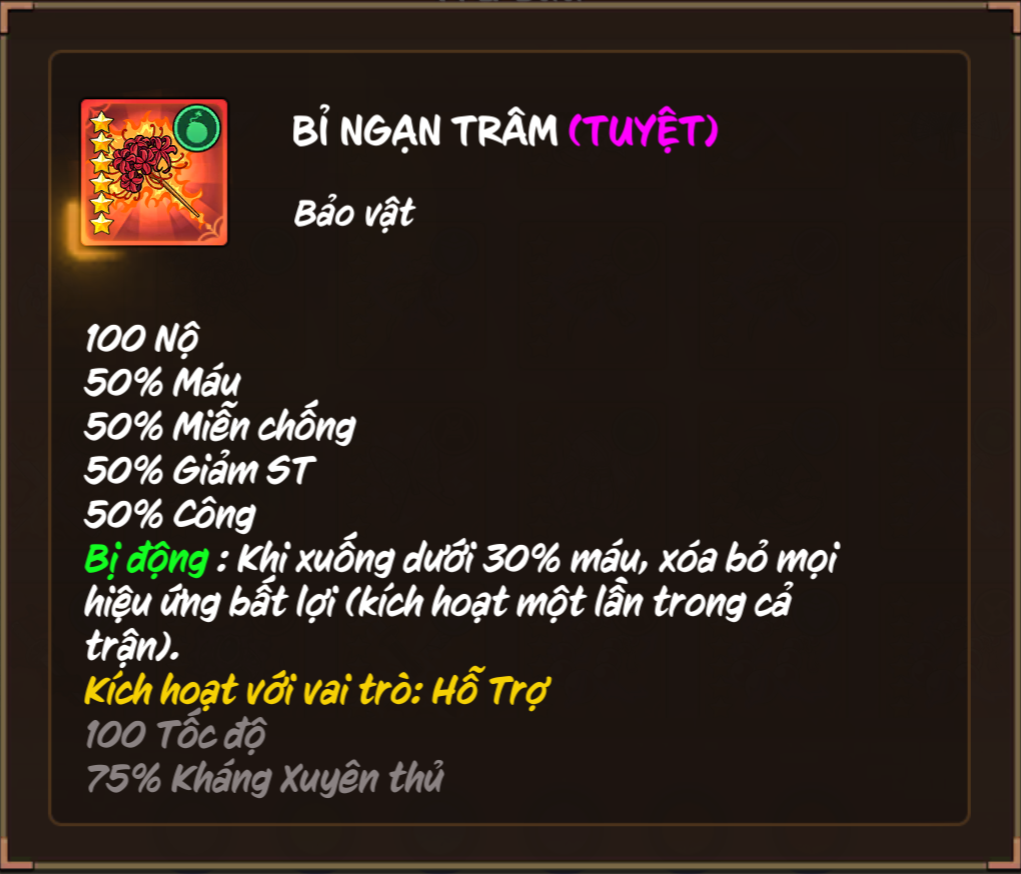 BỈ NGẠN TRÂM (TUYỆT)
Bảo vật
100 Nộ
50% Máu
50% Miễn chống
50% Giảm ST
50% Công
Bị động : Khi xuống dưới 30% máu, xóa bỏ mọi
hiệu ứng bất lợi (kích hoạt một lần trong cả
trận).
Kích hoạt với vai trò: Hỗ Trợ
100 Tốc độ
75% Kháng Xuyên thủ